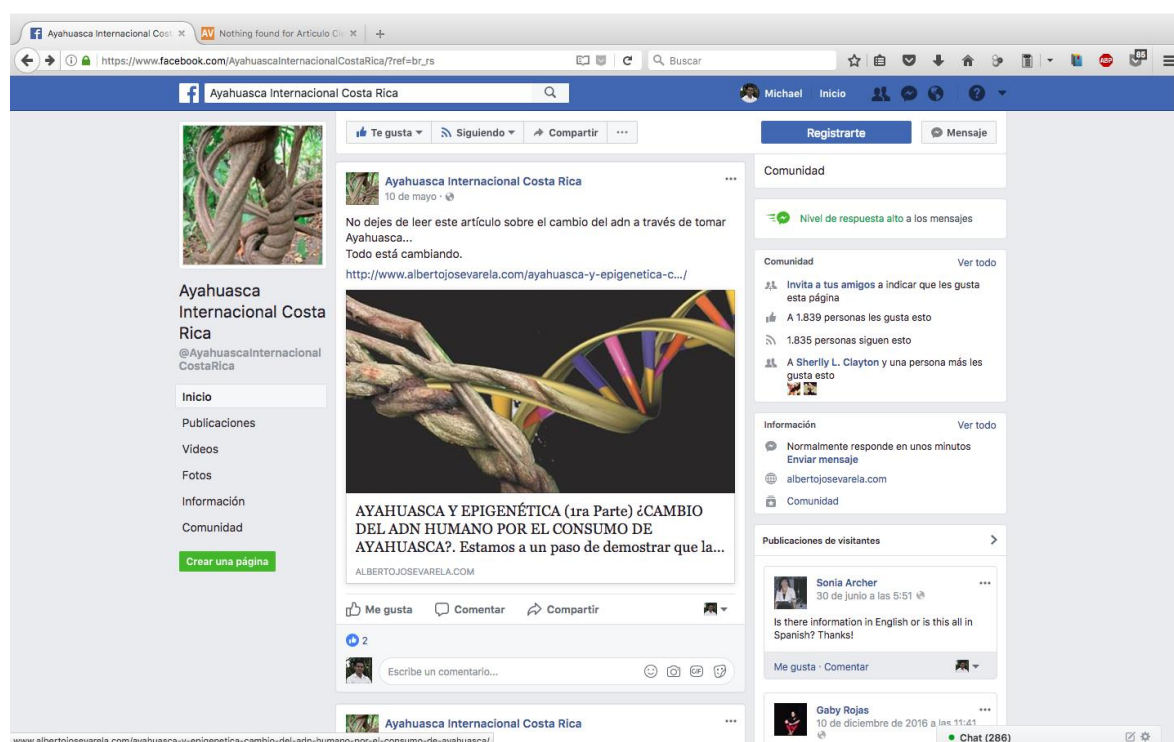 Ayahuasca Internacional Cost
Nothing found for Articulo Cie
https://www.facebook.com/AyahuascaInternacionalCostaRica/?ref=br_rs
Buscar
85
ABP
Ayahuasca Internacional Costa Rica
Michael
Inicio
Te gusta
Siguiendo
Compartir
Registrarte
Mensaje
Ayahuasca
Internacional Costa
Rica
@AyahuascaInternacional
CostaRica
Inicio
Publicaciones
Videos
Fotos
Información
Comunidad
Crear una página
Ayahuasca Internacional Costa Rica
10 de mayo ·
No dejes de leer este artículo sobre el cambio del adn a través de tomar
Ayahuasca...
Todo está cambiando.
http://www.albertojosevarela.com/ayahuasca-y-epigenetica-c.../
AYAHUASCA Y EPIGENÉTICA (1ra Parte) ¿CAMBIO
DEL ADN HUMANO POR EL CONSUMO DE
AYAHUASCA?. Estamos a un paso de demostrar que la...
ALBERTOJOSEVARELA.COM
Me gusta
Comentar
Compartir
2
Escribe un comentario...
GIF
Ayahuasca Internacional Costa Rica
Comunidad
Nivel de respuesta alto a los mensajes
Comunidad
Ver todo
Invita a tus amigos a indicar que les gusta
esta página
A 1.839 personas les gusta esto
1.835 personas siguen esto
A Sherlly L. Clayton y una persona más les
gusta esto
Información
Ver todo
Normalmente responde en unos minutos
Enviar mensaje
albertojosevarela.com
Comunidad
Publicaciones de visitantes
Sonia Archer
30 de junio a las 5:51
Is there information in English or is this all in
Spanish? Thanks!
Me gusta · Comentar
Gaby Rojas
10 de diciembre de 2016 a las 11:41
Chat (286)
www.albertojosevarela.com/ayahuasca-y-epigenetica-cambio-del-adn-humano-por-el-consumo-de-ayahuasca/